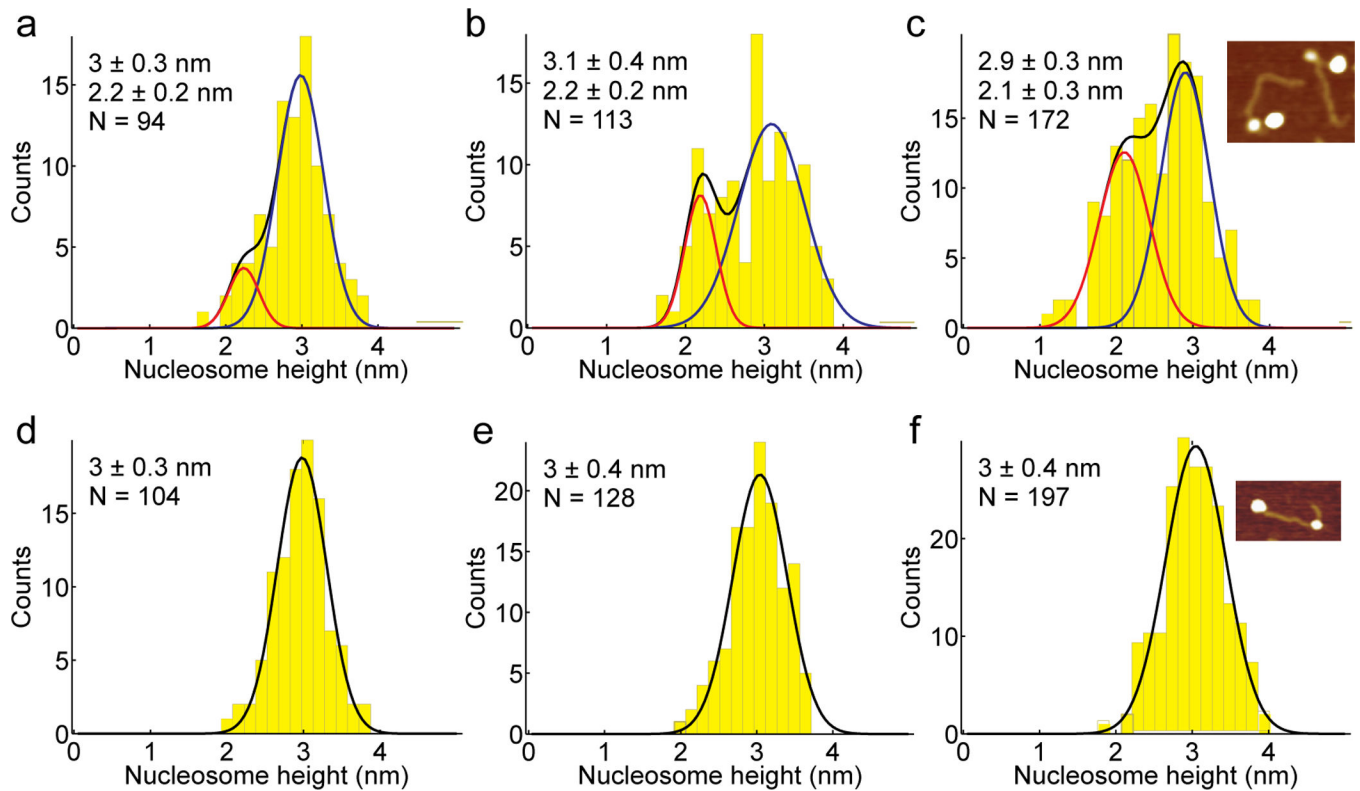 a
3 ± 0.3 nm
2.2 ± 0.2 nm
N = 94
Counts
15
10
5
0
0 1 2 3 4
Nucleosome height (nm)
b
3.1 ± 0.4 nm
2.2 ± 0.2 nm
N = 113
Counts
15
10
5
0
0 1 2 3 4
Nucleosome height (nm)
c
2.9 ± 0.3 nm
2.1 ± 0.3 nm
N = 172
Counts
15
10
5
0
0 1 2 3 4
Nucleosome height (nm)
d
3 ± 0.3 nm
N = 104
Counts
15
10
5
0
0 1 2 3 4
Nucleosome height (nm)
e
3 ± 0.4 nm
N = 128
Counts
20
15
10
5
0
0 1 2 3 4
Nucleosome height (nm)
f
3 ± 0.4 nm
N = 197
Counts
20
10
0
0 1 2 3 4
Nucleosome height (nm)